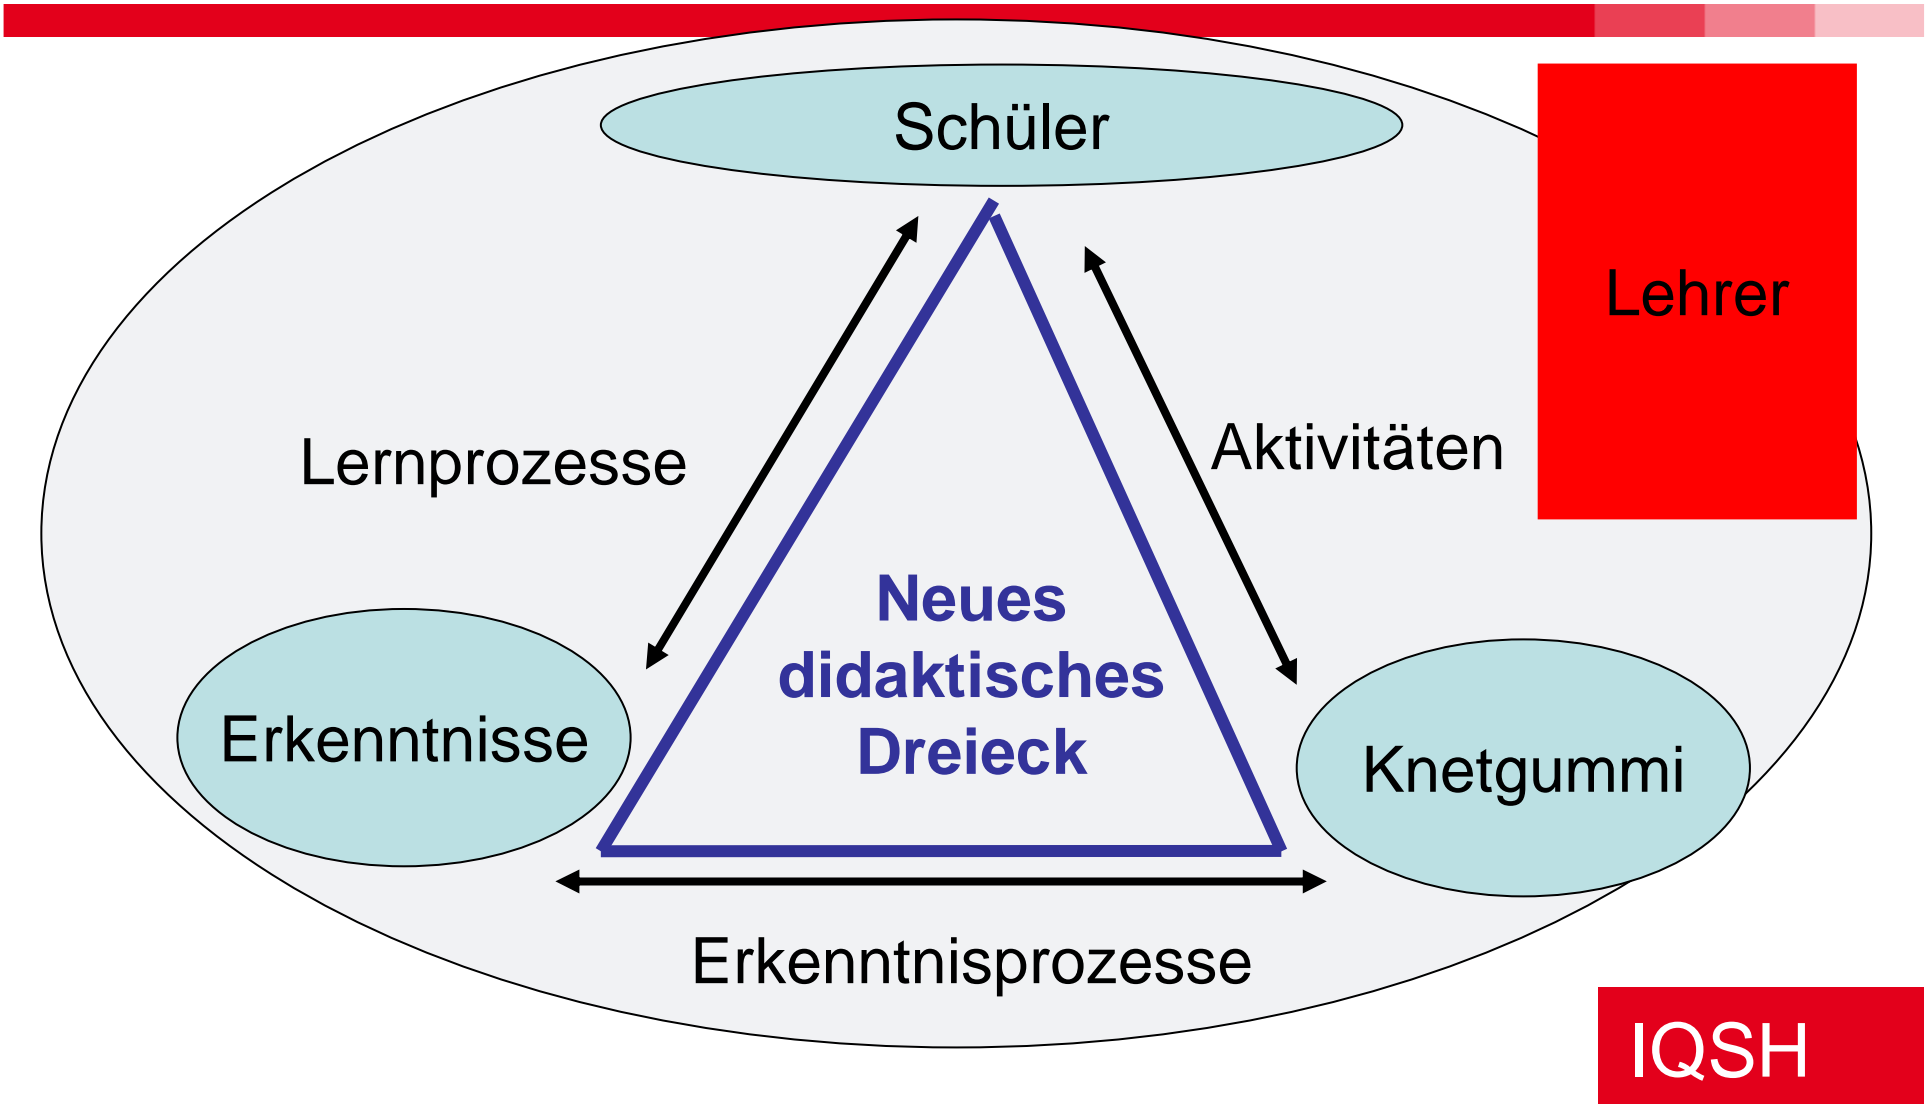 Schüler
Lehrer
Lernprozesse
Aktivitäten
Neues
didaktisches
Dreieck
Erkenntnisse
Knetgummi
Erkenntnisprozesse
IQSH